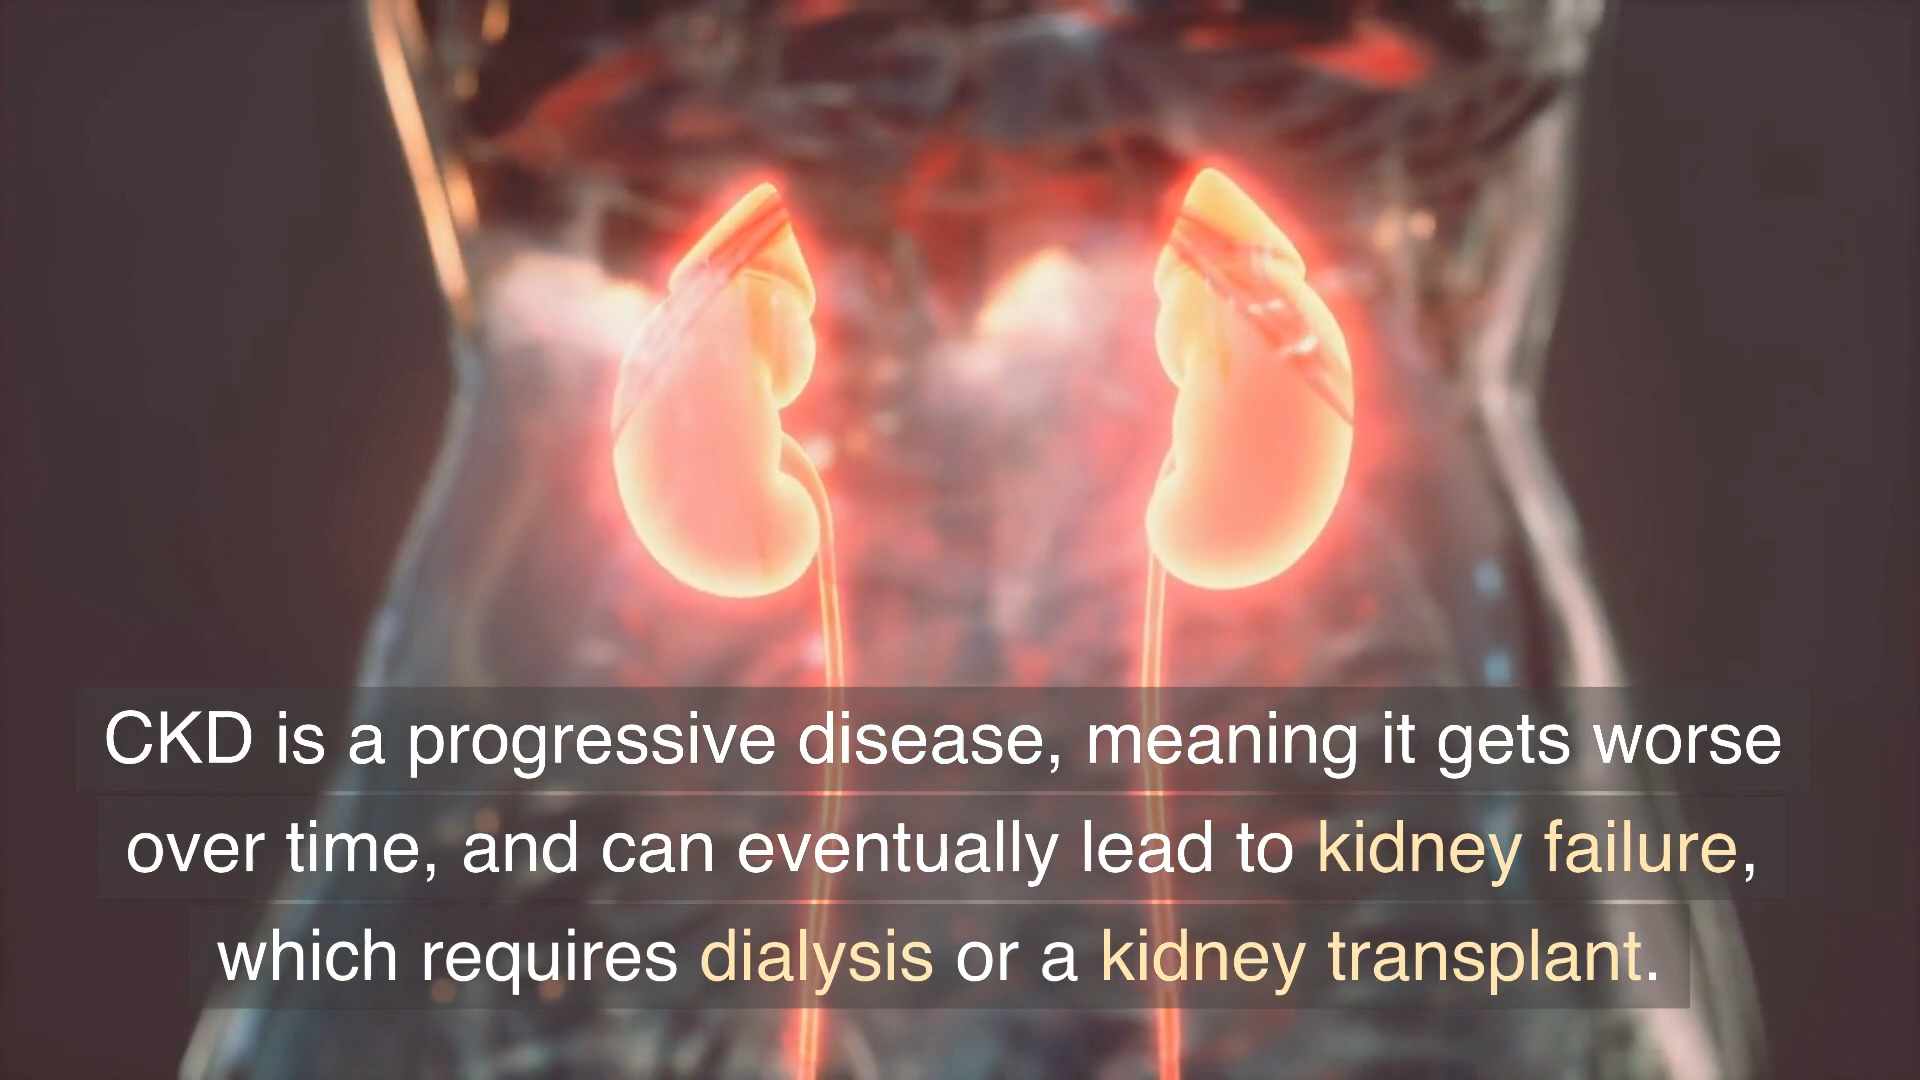 CKD is a progressive disease, meaning it gets worse
over time, and can eventually lead to kidney failure,
which requires dialysis or a kidney transplant.